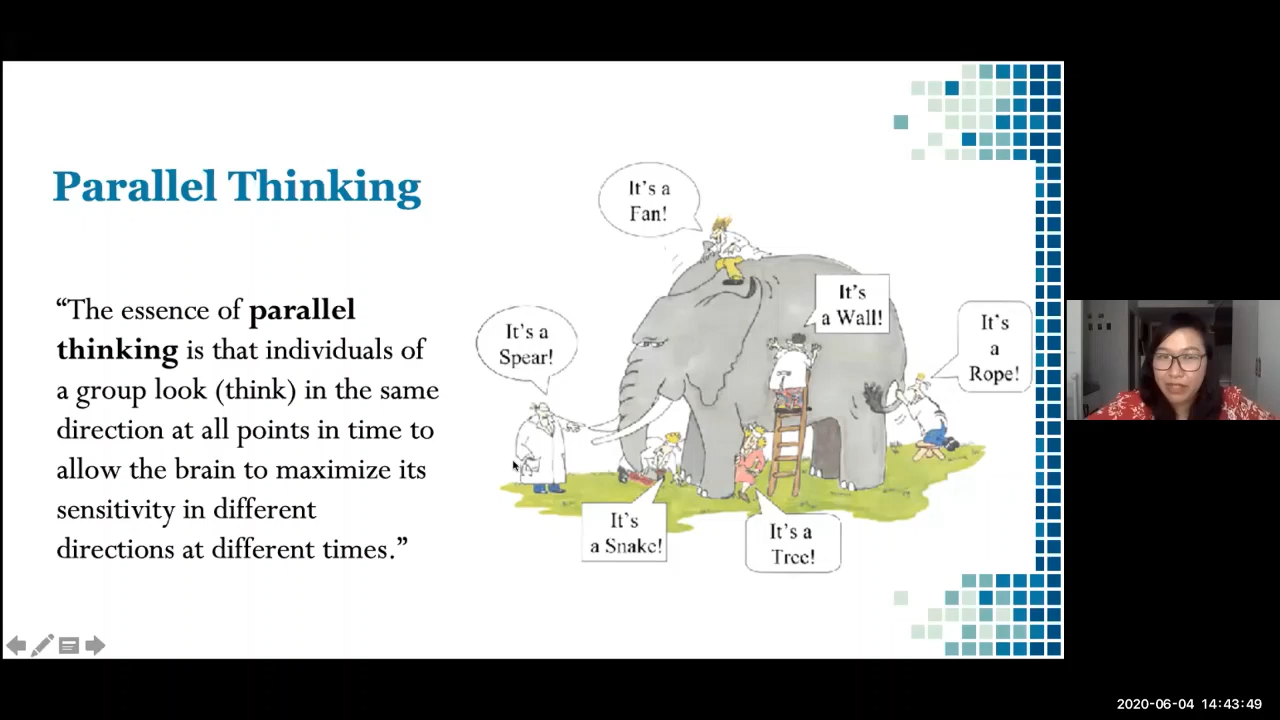 Parallel Thinking
“The essence of parallel
thinking is that individuals of
a group look (think) in the same
direction at all points in time to
allow the brain to maximize its
sensitivity in different
directions at different times.”
It's a
Fan!
It's a
Spear!
It's
a Wall!
It's
a
Rope!
It's
a Snake!
It's a
Tree!
2020-06-04 14:43:49